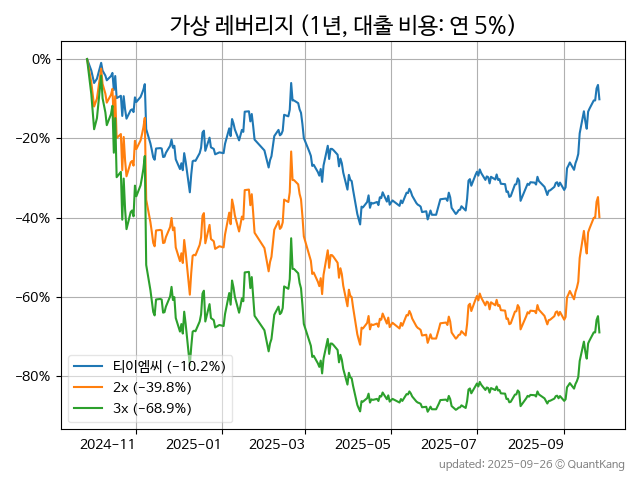 가상 레버리지 (1년, 대출 비용: 연 5%)
0%
−20%
−40%
−60%
−80%
티이엠씨 (−10.2%)
2x (−39.8%)
3x (−68.9%)
2024-11 2025-01 2025-03 2025-05 2025-07 2025-09
updated: 2025-09-26 © QuantKang